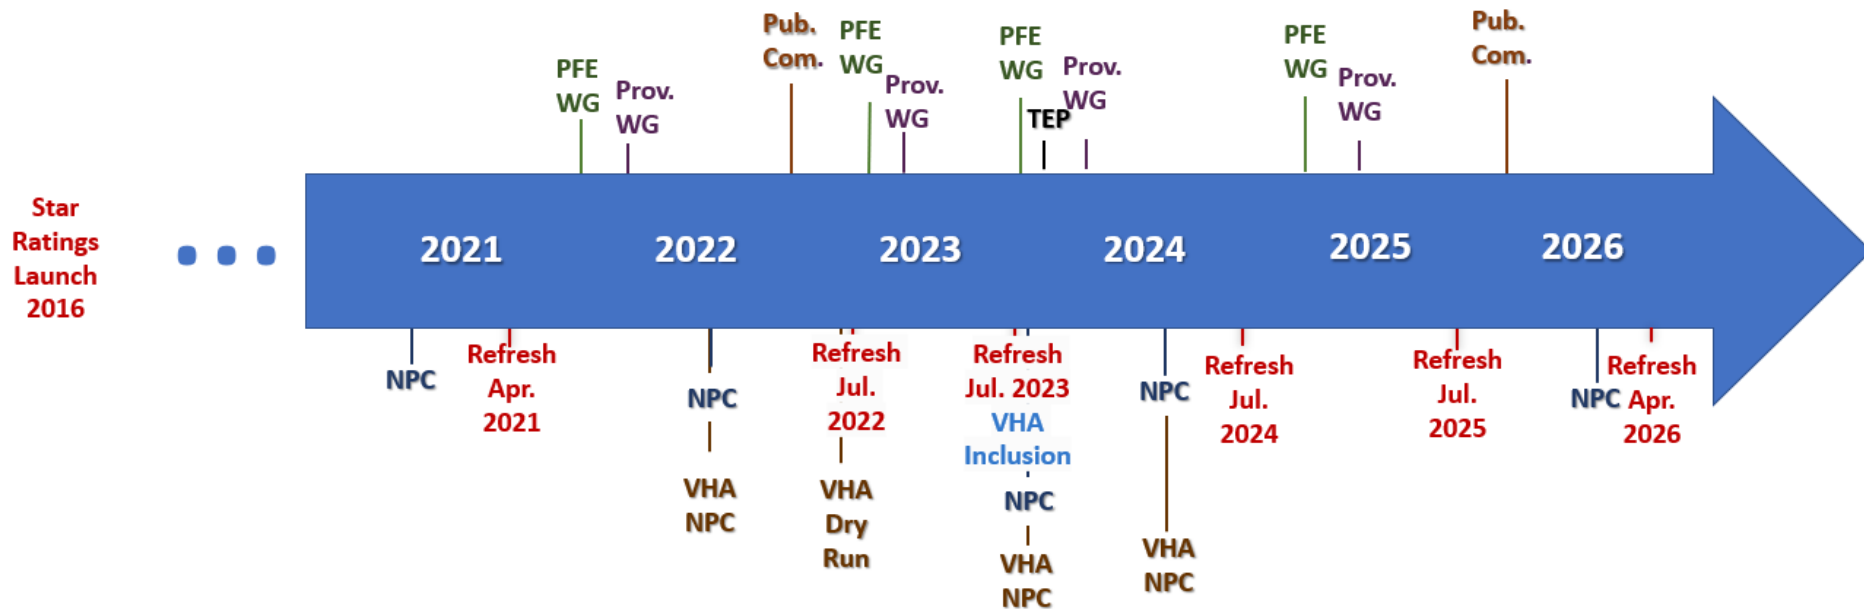 Pub.
Com.
PFE
WG
PFE
WG
Prov.
WG
PFE
WG
Prov.
WG
TEP
Prov.
WG
PFE
WG
Prov.
WG
Pub.
Com.
Star
Ratings
Launch
2016
2021
2022
2023
2024
2025
2026
NPC
Refresh
Apr.
2021
NPC
VHA
NPC
Refresh
Jul.
2022
VHA
Dry
Run
Refresh
Jul. 2023
VHA
Inclusion
NPC
VHA
NPC
NPC
VHA
NPC
Refresh
Jul.
2024
Refresh
Jul.
2025
NPC
Refresh
Apr.
2026